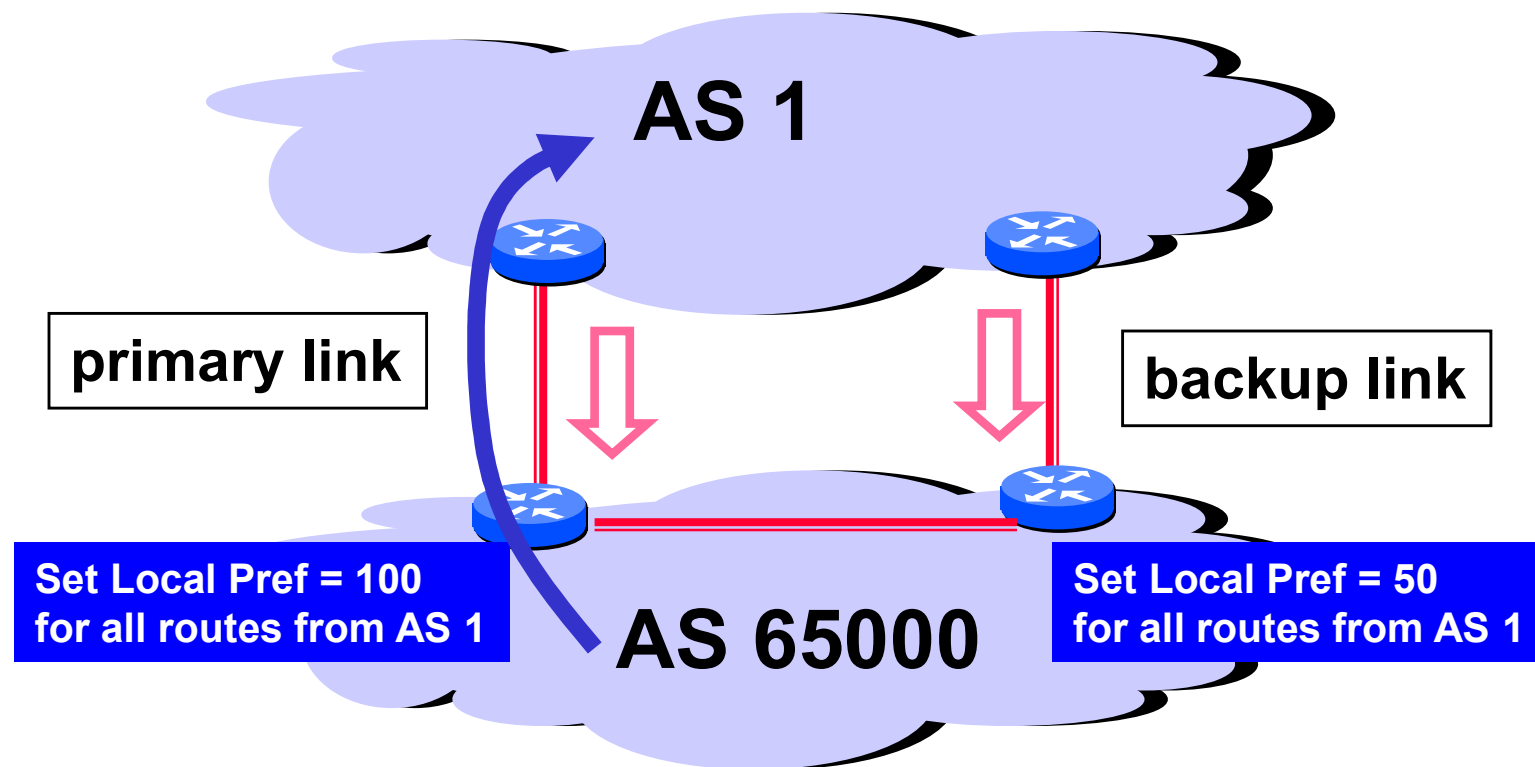 AS 1
primary link
backup link
Set Local Pref = 100
for all routes from AS 1
AS 65000
Set Local Pref = 50
for all routes from AS 1